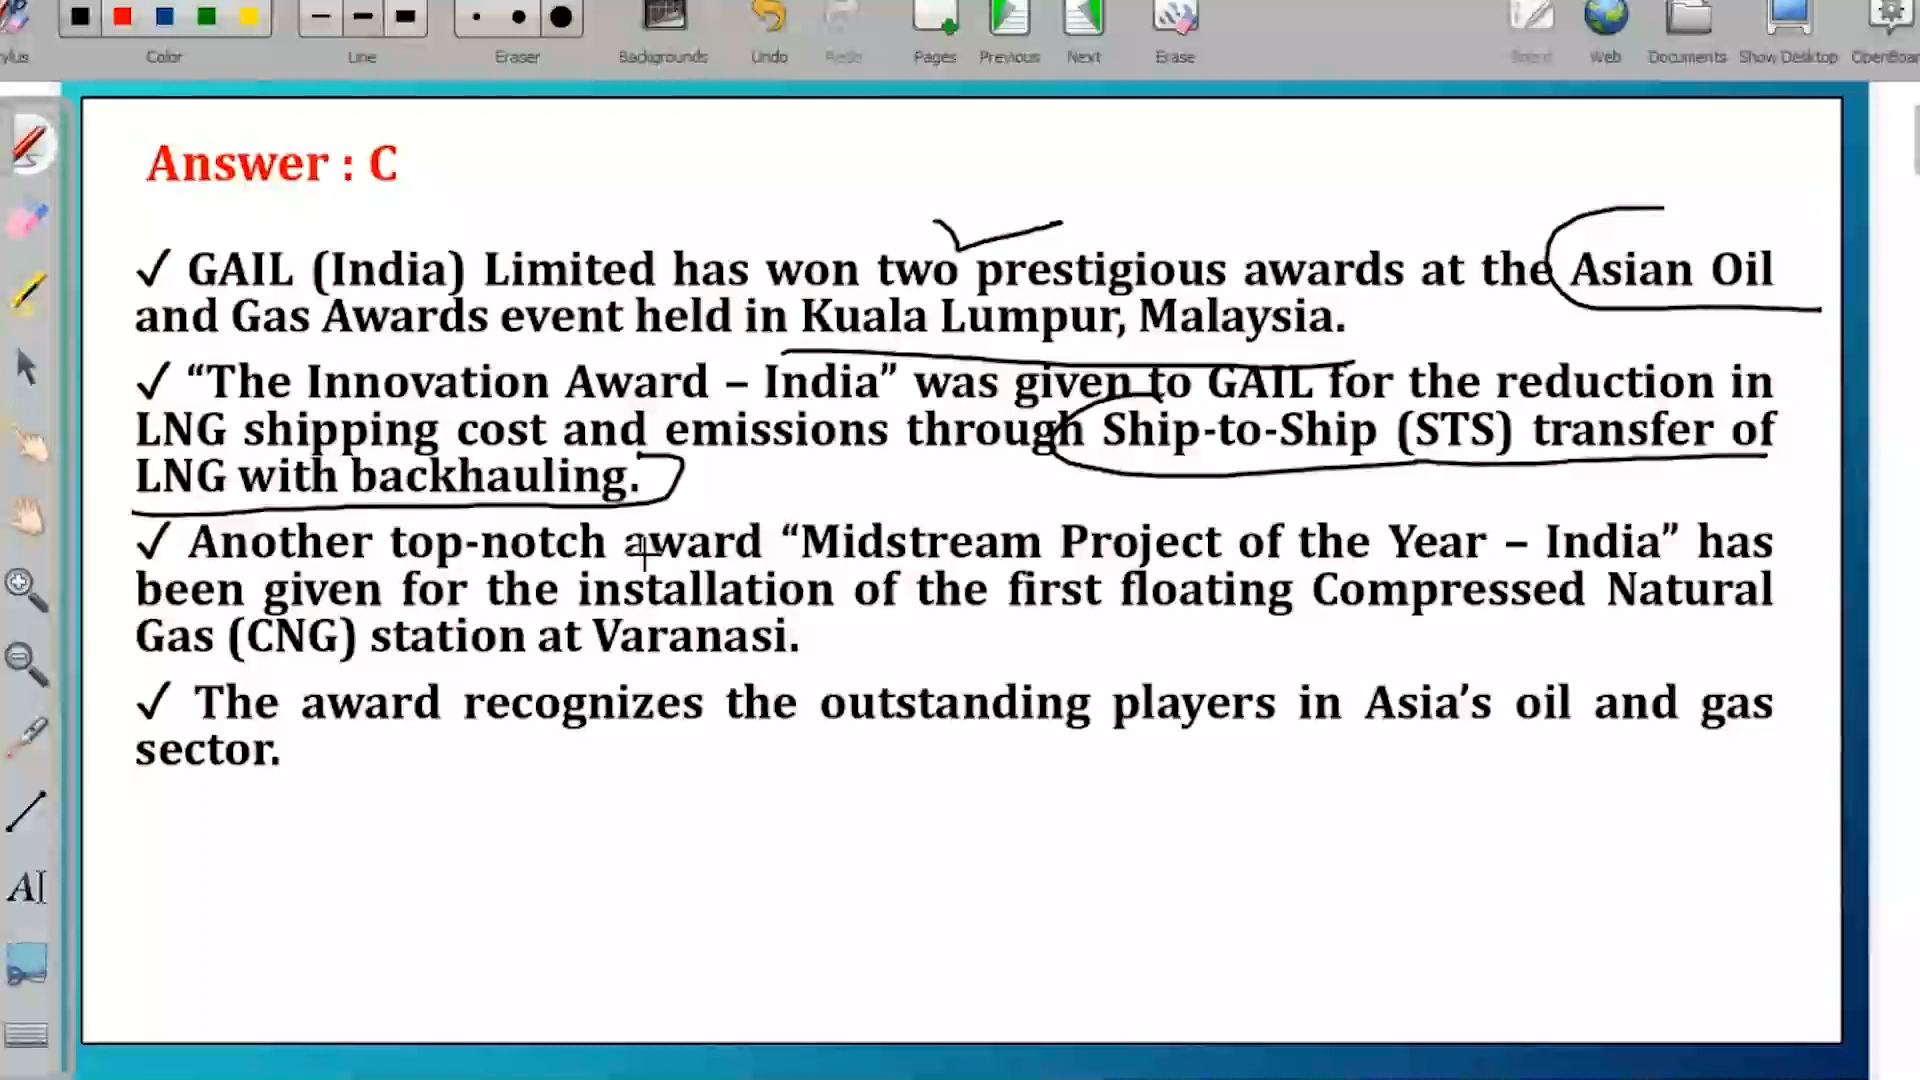 ylus
Color
Line
Eraser
Backgrounds
Undo
Redo
Pages
Previous
Next
Erase
Board
Web
Documents
Show Desktop
OpenBoar
Answer : C
✓ GAIL (India) Limited has won two prestigious awards at the Asian Oil
and Gas Awards event held in Kuala Lumpur, Malaysia.
✓ “The Innovation Award – India” was given to GAIL for the reduction in
LNG shipping cost and emissions through Ship-to-Ship (STS) transfer of
LNG with backhauling.
✓ Another top-notch award “Midstream Project of the Year – India” has
been given for the installation of the first floating Compressed Natural
Gas (CNG) station at Varanasi.
✓ The award recognizes the outstanding players in Asia’s oil and gas
sector.